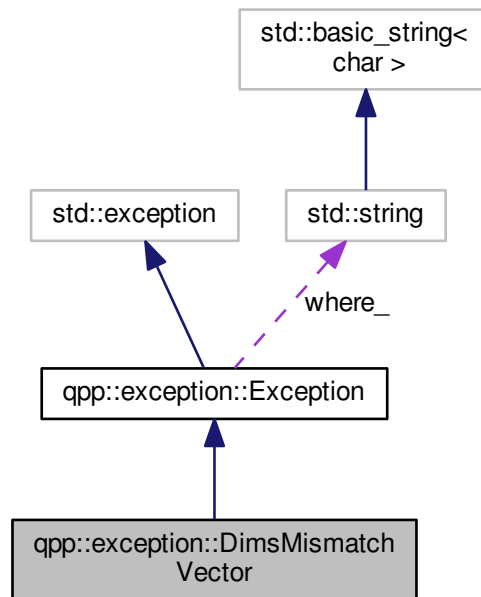 std::basic_string<
char >
std::exception
std::string
where_
qpp::exception::Exception
qpp::exception::DimsMismatch
Vector